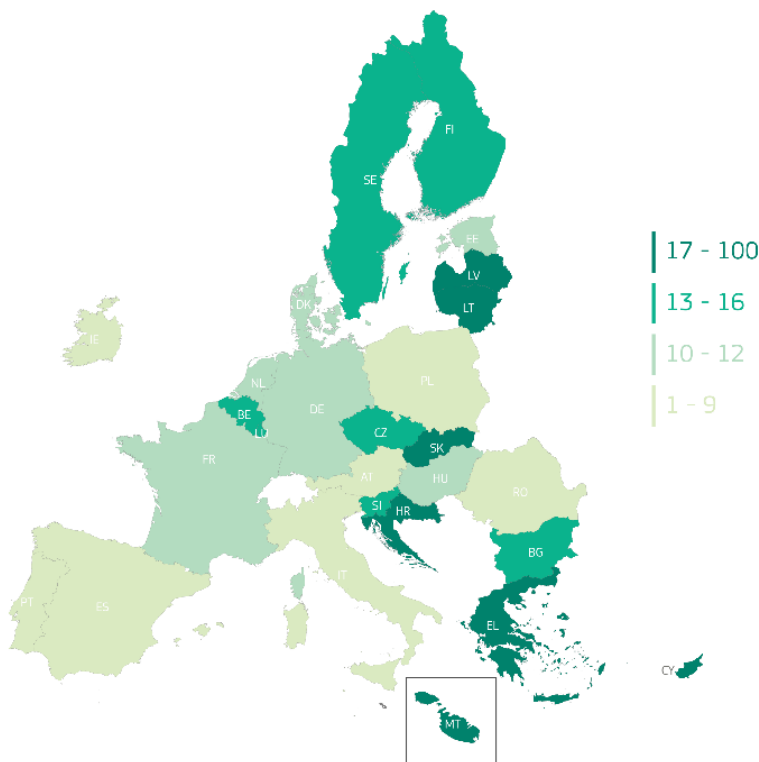 FI
SE
EE
17 - 100
LV
13 - 16
DK
LT
IE
10 - 12
NL
PL
1 - 9
DE
BE
LU
CZ
FR
SK
AT
HU
RO
SI
HR
BG
IT
PT
ES
EL
CY
MT